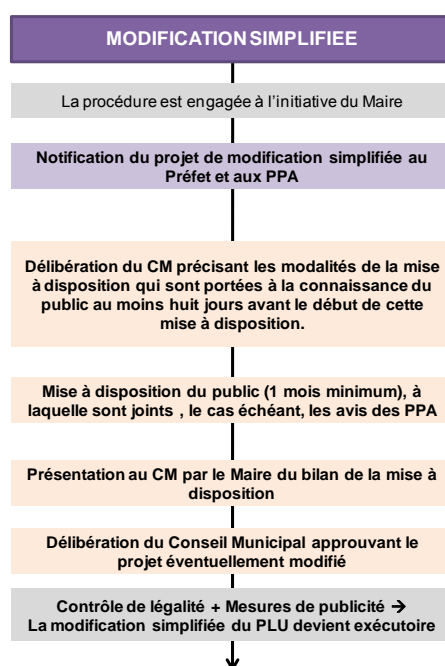 MODIFICATION SIMPLIFIEE
La procédure est engagée à l'initiative du Maire
Notification du projet de modification simplifiée au
Préfet et aux PPA
Délibération du CM précisant les modalités de la mise
à disposition qui sont portées à la connaissance du
public au moins huit jours avant le début de cette
mise à disposition.
Mise à disposition du public (1 mois minimum), à
laquelle sont joints , le cas échéant, les avis des PPA
Présentation au CM par le Maire du bilan de la mise à
disposition
Délibération du Conseil Municipal approuvant le
projet éventuellement modifié
Contrôle de légalité + Mesures de publicité →
La modification simplifiée du PLU devient exécutoire